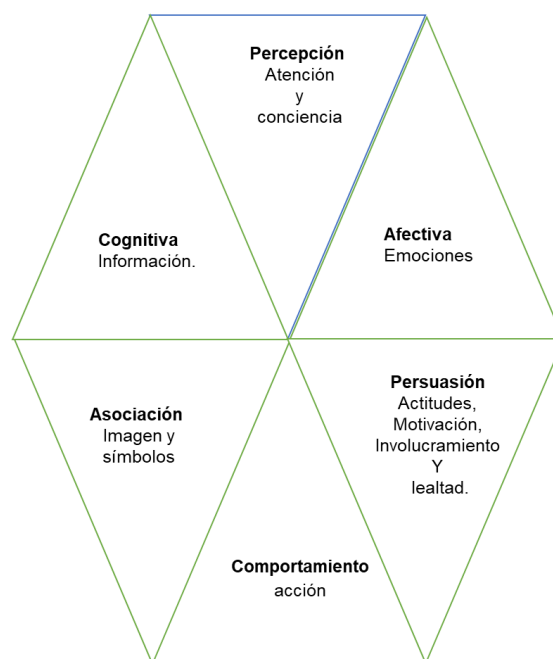 Percepción
Atención
y
conciencia
Cognitiva
Información.
Afectiva
Emociones
Asociación
Imagen y
símbolos
Persuasión
Actitudes,
Motivación,
Involucramiento
Y
lealtad.
Comportamiento
acción